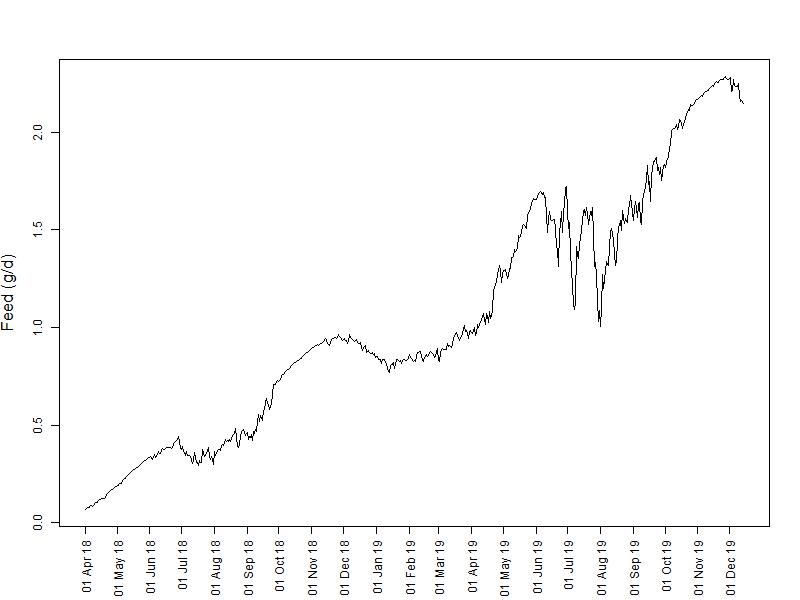 Feed (g/d)
2.0
1.5
1.0
0.5
0.0
01 Apr 18
01 May 18
01 Jun 18
01 Jul 18
01 Aug 18
01 Sep 18
01 Oct 18
01 Nov 18
01 Dec 18
01 Jan 19
01 Feb 19
01 Mar 19
01 Apr 19
01 May 19
01 Jun 19
01 Jul 19
01 Aug 19
01 Sep 19
01 Oct 19
01 Nov 19
01 Dec 19